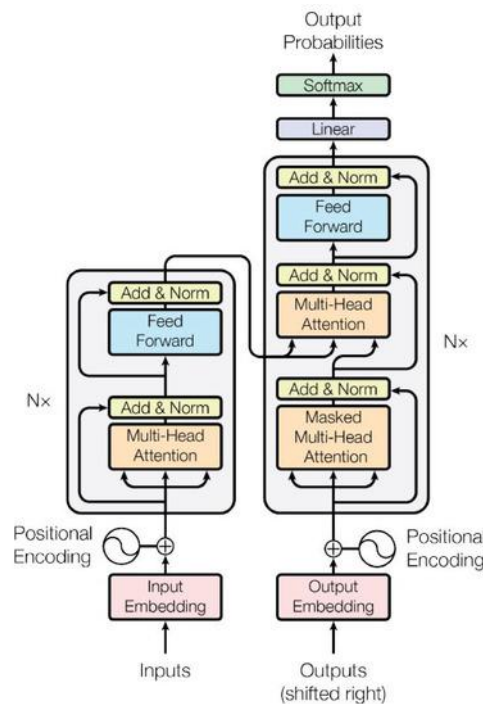 Output
Probabilities
Softmax
Linear
Add & Norm
Feed
Forward
Add & Norm
Multi-Head
Attention
Add & Norm
Masked
Multi-Head
Attention
Nx
Positional
Encoding
Output
Embedding
Outputs
(shifted right)
Add & Norm
Feed
Forward
Add & Norm
Multi-Head
Attention
Nx
Positional
Encoding
Input
Embedding
Inputs